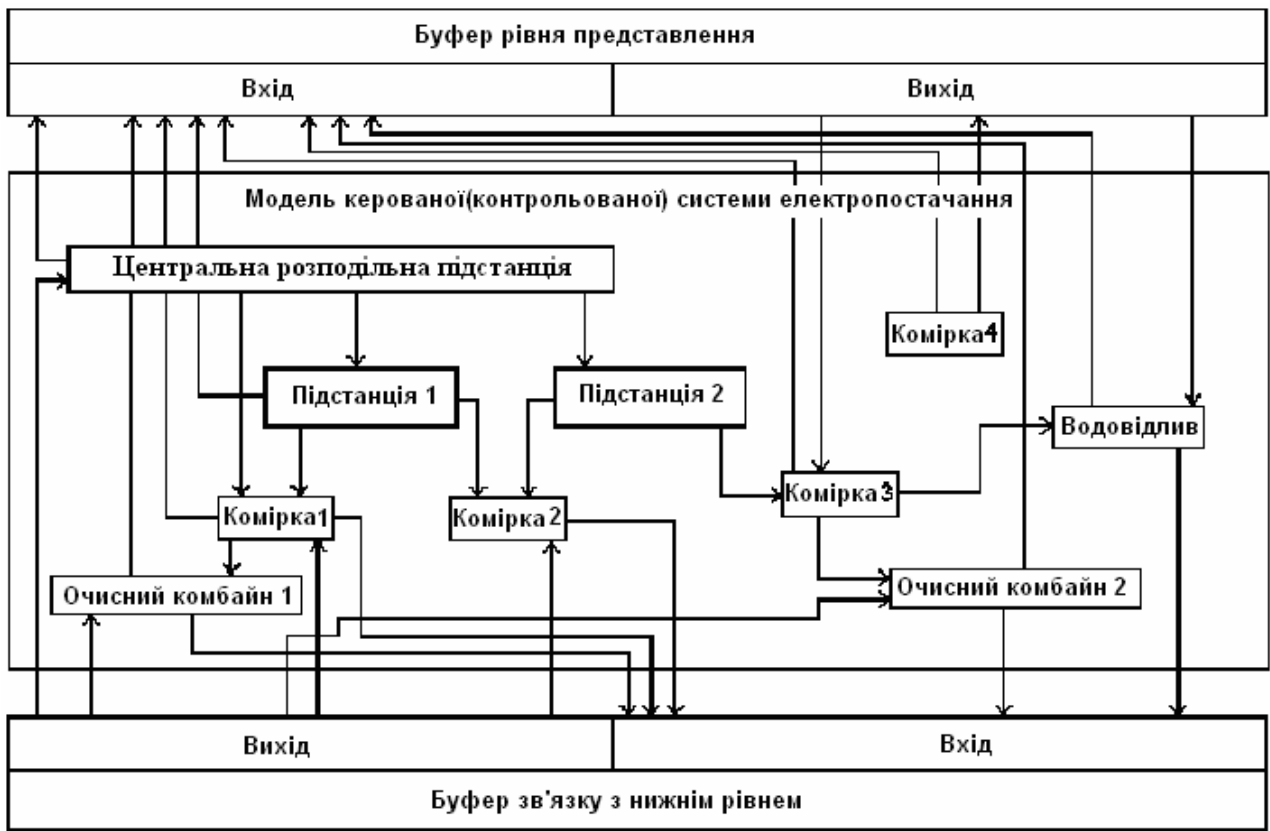 Буфер рівня представлення
Вхід
Вихід
Модель керованої(контрольованої) системи електропостачання
Центральна розподільна підстанція
Комірка4
Підстанція 1
Підстанція 2
Водовідлив
Комірка3
Комірка1
Комірка2
Очисний комбайн 1
Очисний комбайн 2
Вихід
Вхід
Буфер зв'язку з нижнім рівнем